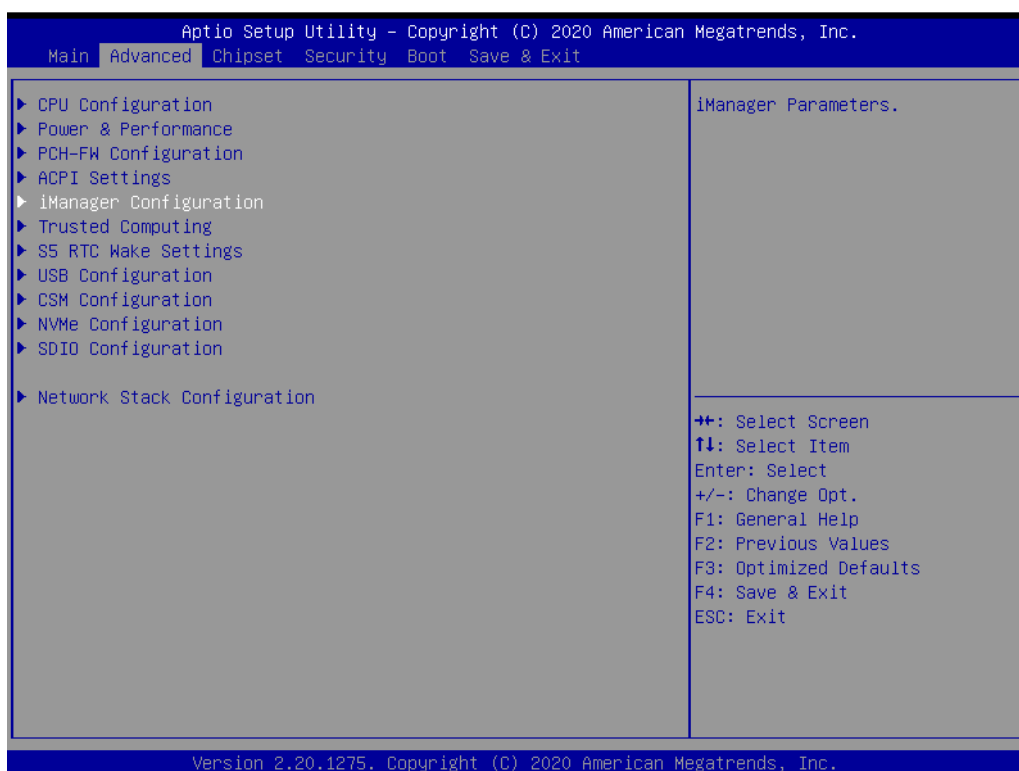 Aptio Setup Utility – Copyright (C) 2020 American Megatrends, Inc.
Main Advanced Chipset Security Boot Save & Exit
▶ CPU Configuration
▶ Power & Performance
▶ PCH-FW Configuration
▶ ACPI Settings
▶ iManager Configuration
▶ Trusted Computing
▶ S5 RTC Wake Settings
▶ USB Configuration
▶ CSM Configuration
▶ NVMe Configuration
▶ SDIO Configuration
▶ Network Stack Configuration
iManager Parameters.
→←: Select Screen
↑↓: Select Item
Enter: Select
+/-: Change Opt.
F1: General Help
F2: Previous Values
F3: Optimized Defaults
F4: Save & Exit
ESC: Exit
Version 2.20.1275. Copyright (C) 2020 American Megatrends, Inc.